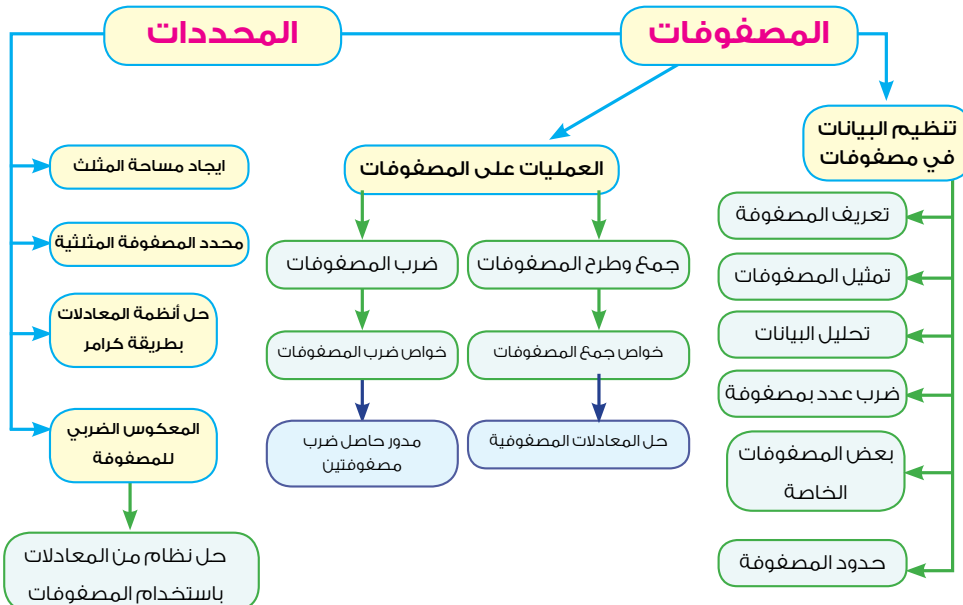 المصفوفات
المحددات
تنظيم البيانات
في مصفوفات
تعريف المصفوفة
تمثيل المصفوفات
تحليل البيانات
ضرب عدد بمصفوفة
بعض المصفوفات
الخاصة
حدود المصفوفة
العمليات على المصفوفات
جمع وطرح المصفوفات
خواص جمع المصفوفات
حل المعادلات المصفوفية
ضرب المصفوفات
خواص ضرب المصفوفات
مدور حاصل ضرب
مصفوفتين
ايجاد مساحة المثلث
محدد المصفوفة المثلثية
حل أنظمة المعادلات
بطريقة كرامر
المعكوس الضربي
للمصفوفة
حل نظام من المعادلات
باستخدام المصفوفات